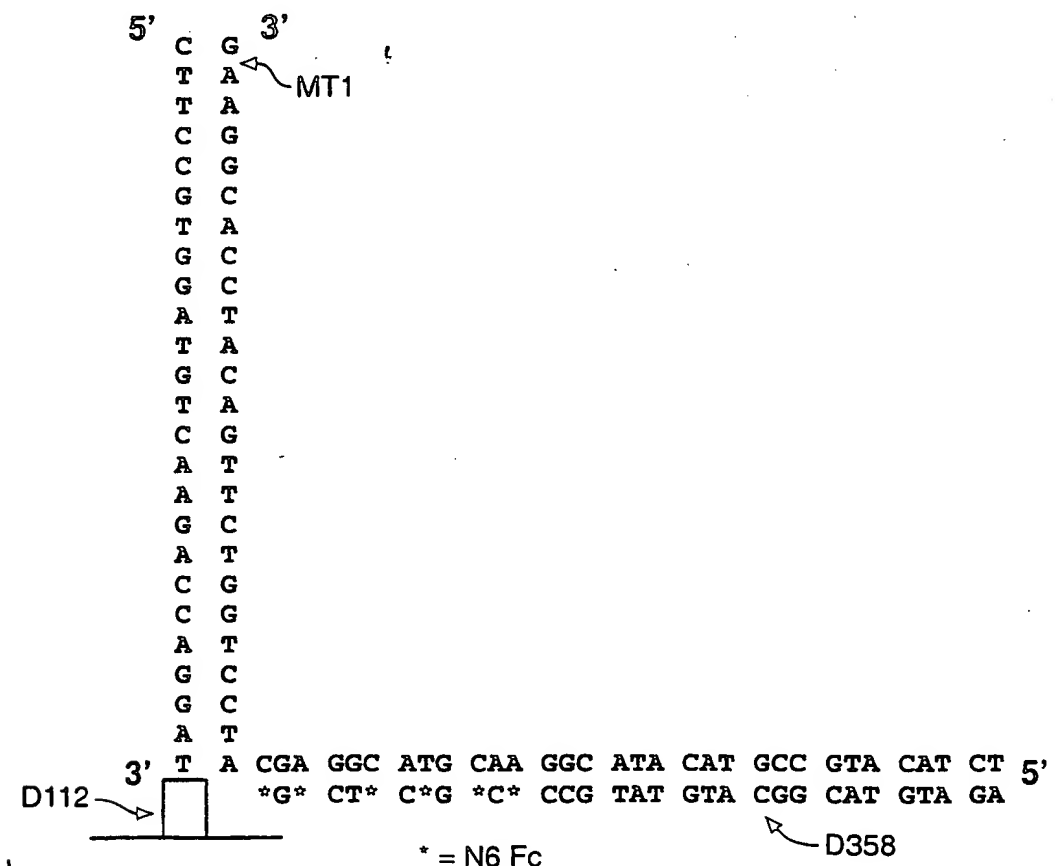 5' 3'
C G
T A
MT1
T A
C G
C G
G C
T A
G C
G C
A T
T A
G C
T A
C G
A T
A T
G C
A T
C G
C G
A T
G C
G C
A T
3' T A CGA GGC ATG CAA GGC ATA CAT GCC GTA CAT CT 5'
*G* CT* C*G *C* CCG TAT GTA CGG CAT GTA GA
D112
D358
* = N6 Fc